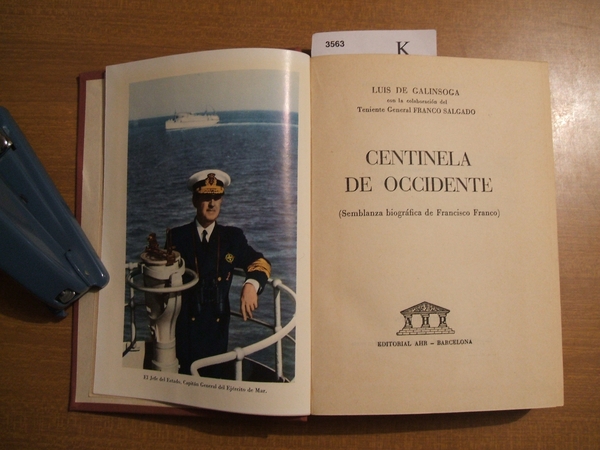 3563
K
LUIS DE GALINSOGA
con la colaboración del
Teniente General FRANCO SALGADO
CENTINELA
DE OCCIDENTE
(Semblanza biográfica de Francisco Franco)
AHR
EDITORIAL AHR – BARCELONA
El Jefe del Estado, Capitán General del Ejército de Mar.